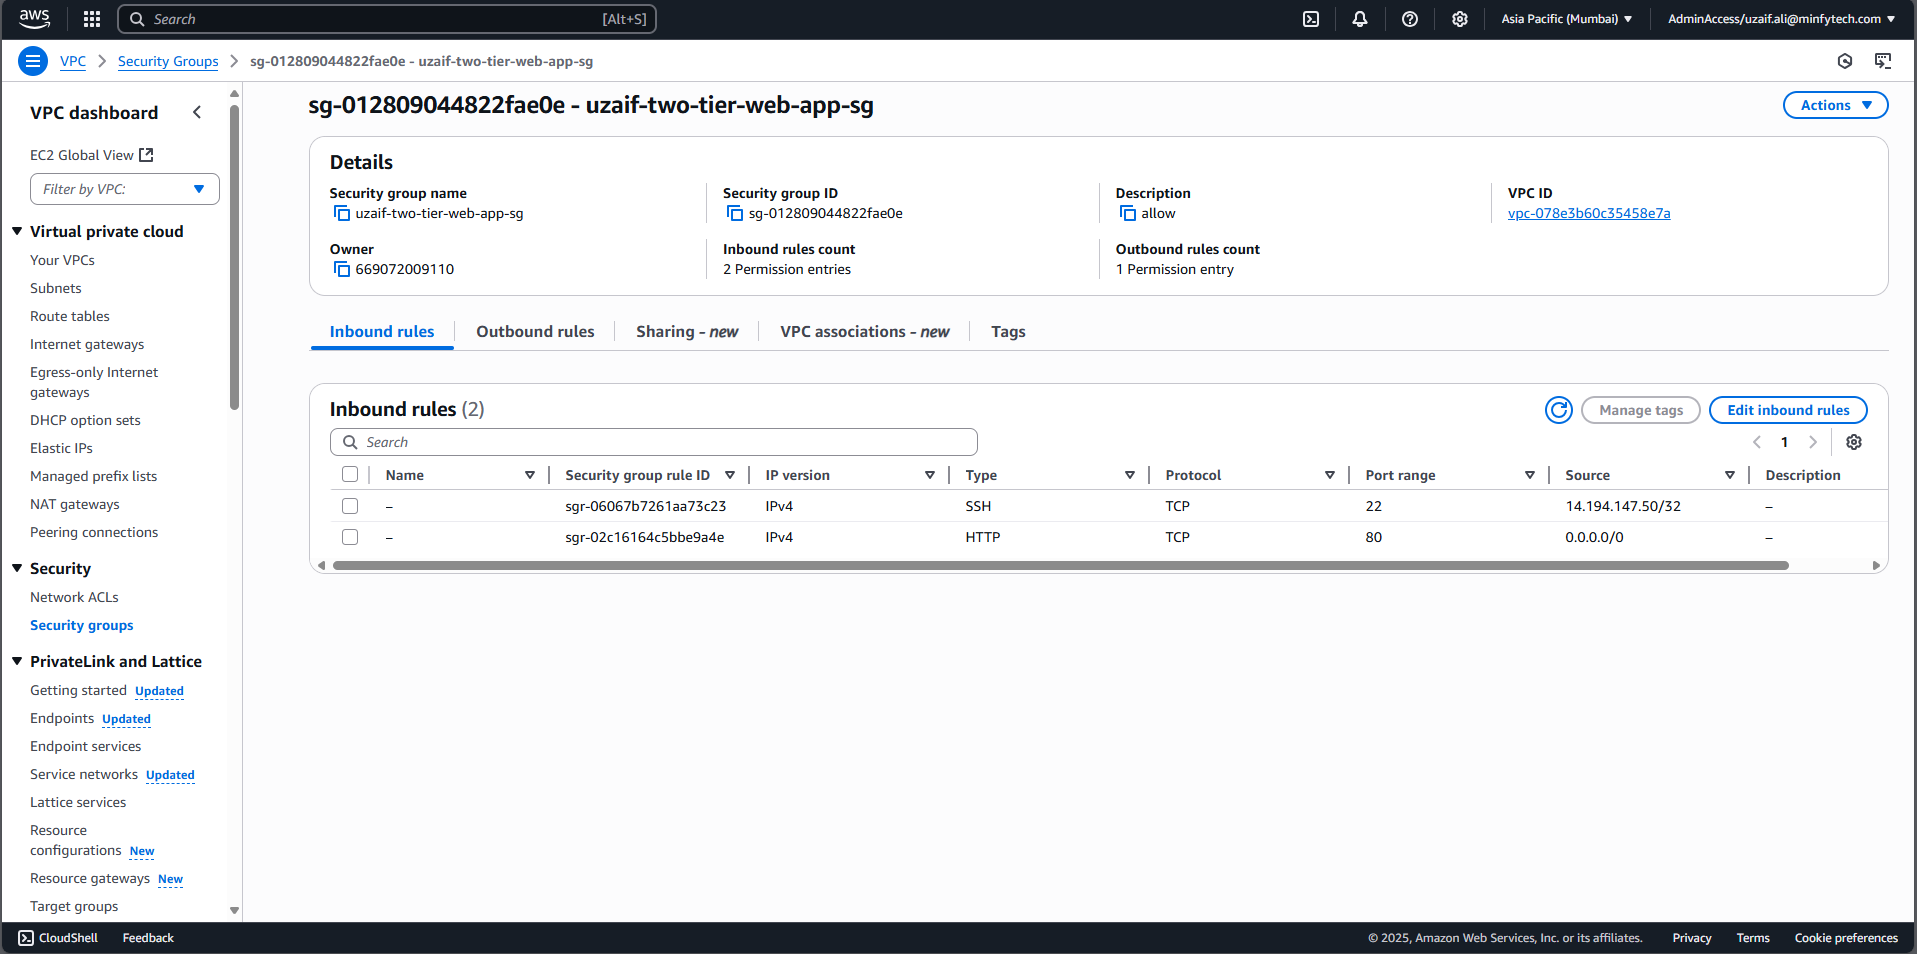 aws
Search [Alt+S]
Asia Pacific (Mumbai)
AdminAccess/uzaif.ali@minfytech.com
VPC
Security Groups
sg-012809044822fae0e - uzaif-two-tier-web-app-sg
VPC dashboard
EC2 Global View
Filter by VPC:
Virtual private cloud
Your VPCs
Subnets
Route tables
Internet gateways
Egress-only Internet
gateways
DHCP option sets
Elastic IPs
Managed prefix lists
NAT gateways
Peering connections
Security
Network ACLs
Security groups
PrivateLink and Lattice
Getting started Updated
Endpoints Updated
Endpoint services
Service networks Updated
Lattice services
Resource
configurations New
Resource gateways New
Target groups
sg-012809044822fae0e - uzaif-two-tier-web-app-sg
Actions
Details
Security group name
uzaif-two-tier-web-app-sg
Security group ID
sg-012809044822fae0e
Description
allow
VPC ID
vpc-078e3b60c35458e7a
Owner
669072009110
Inbound rules count
2 Permission entries
Outbound rules count
1 Permission entry
Inbound rules
Outbound rules
Sharing - new
VPC associations - new
Tags
Inbound rules (2)
Manage tags
Edit inbound rules
Search
1
Name Security group rule ID IP version Type Protocol Port range Source Description
– sgr-06067b7261aa73c23 IPv4 SSH TCP 22 14.194.147.50/32 –
– sgr-02c16164c5bbe9a4e IPv4 HTTP TCP 80 0.0.0.0/0 –
CloudShell
Feedback
© 2025, Amazon Web Services, Inc. or its affiliates.
Privacy
Terms
Cookie preferences